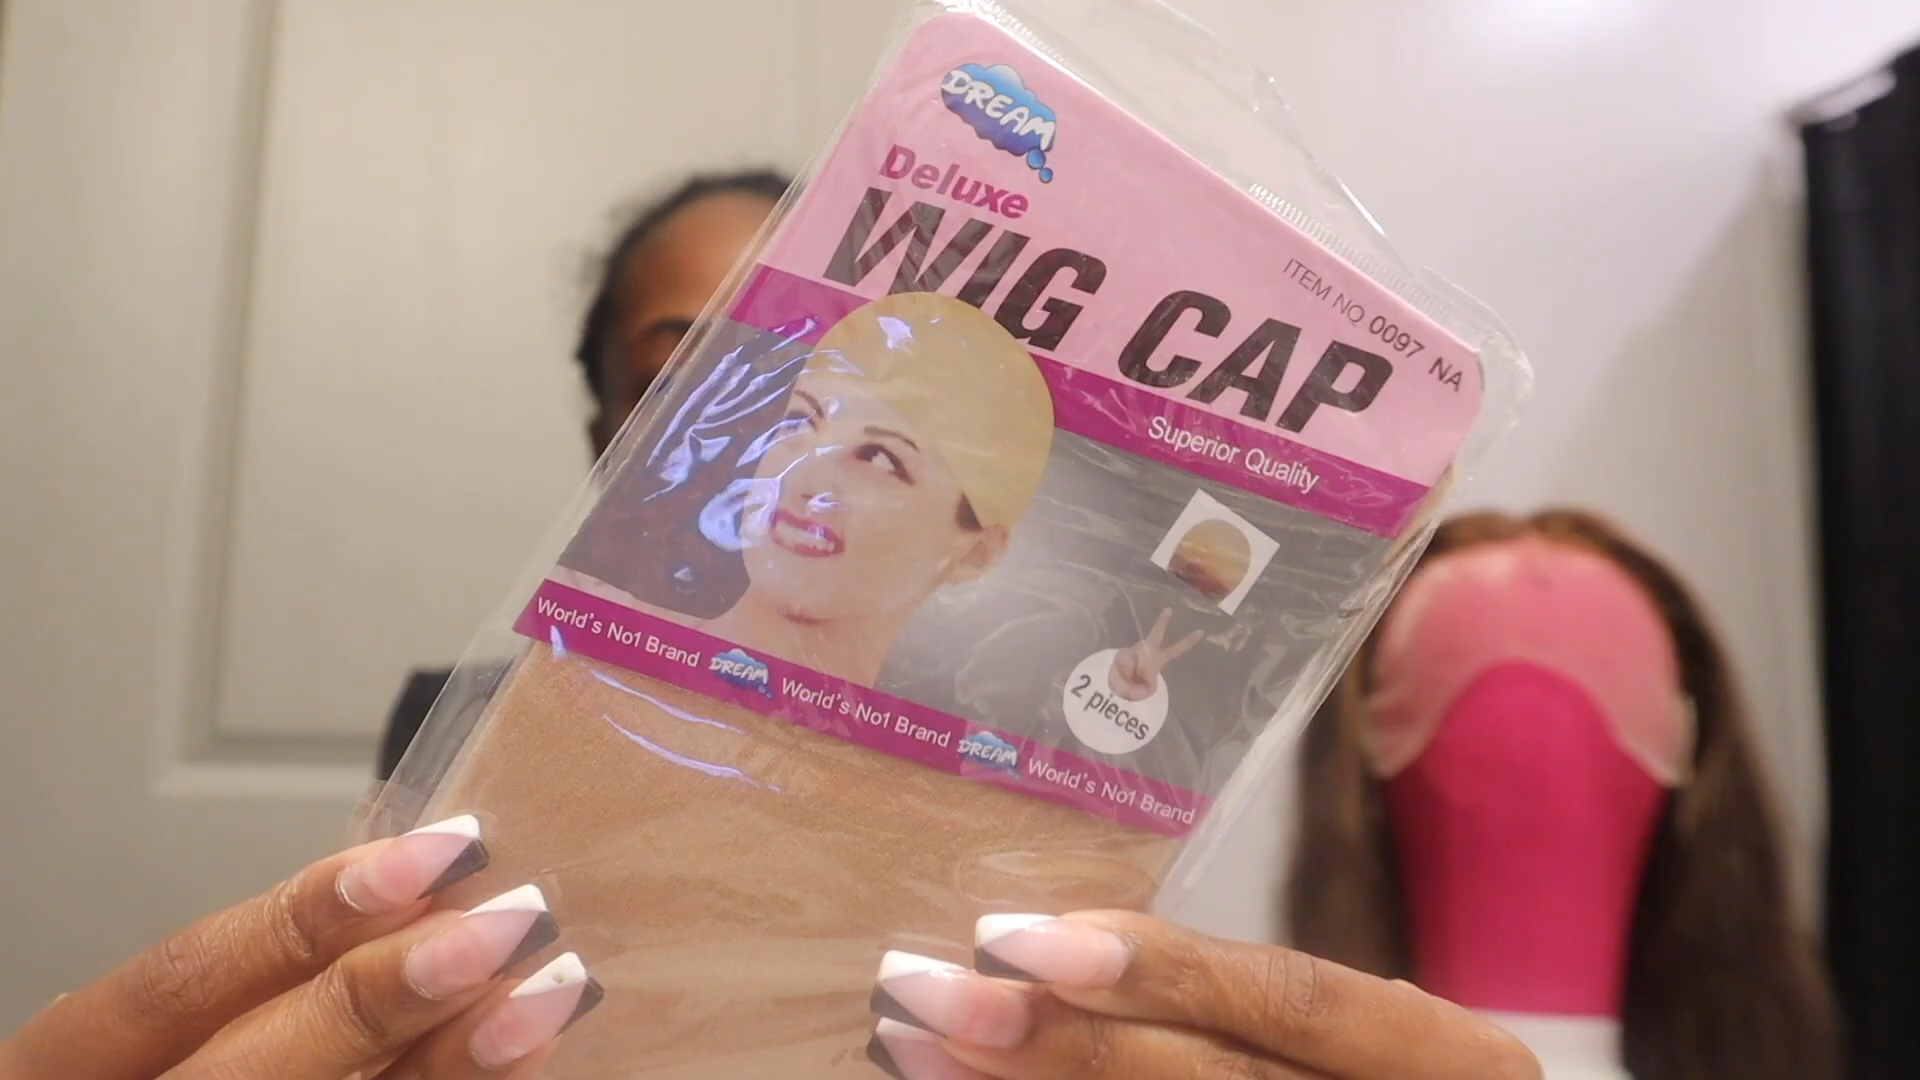 DREAM
Deluxe
WIG CAP
ITEM NO 0097 NA
Superior Quality
2 pieces
World's No1 Brand DREAM World's No1 Brand DREAM World's No1 Brand